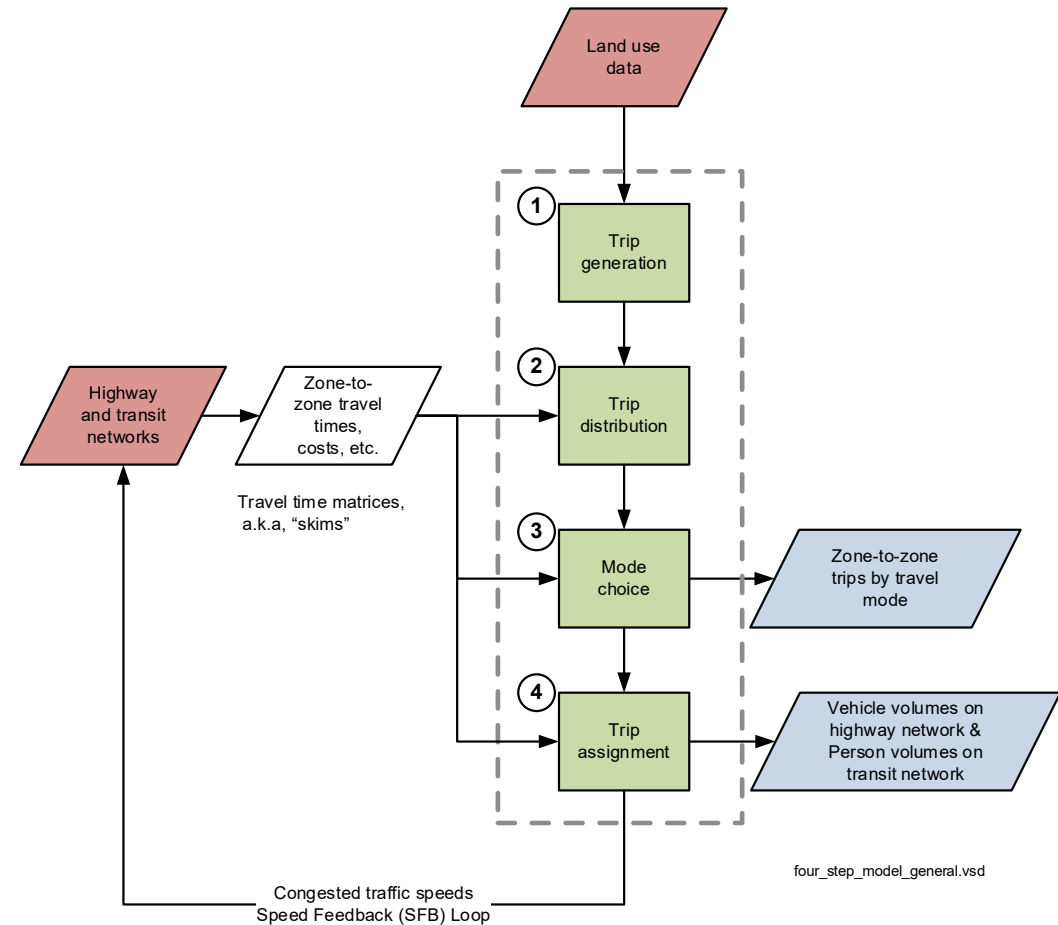 Land use
data
1
Trip
generation
2
Trip
distribution
Highway
and transit
networks
Zone-to-
zone travel
times,
costs, etc.
Travel time matrices,
a.k.a, “skims”
3
Mode
choice
Zone-to-zone
trips by travel
mode
4
Trip
assignment
Vehicle volumes on
highway network &
Person volumes on
transit network
four_step_model_general.vsd
Congested traffic speeds
Speed Feedback (SFB) Loop